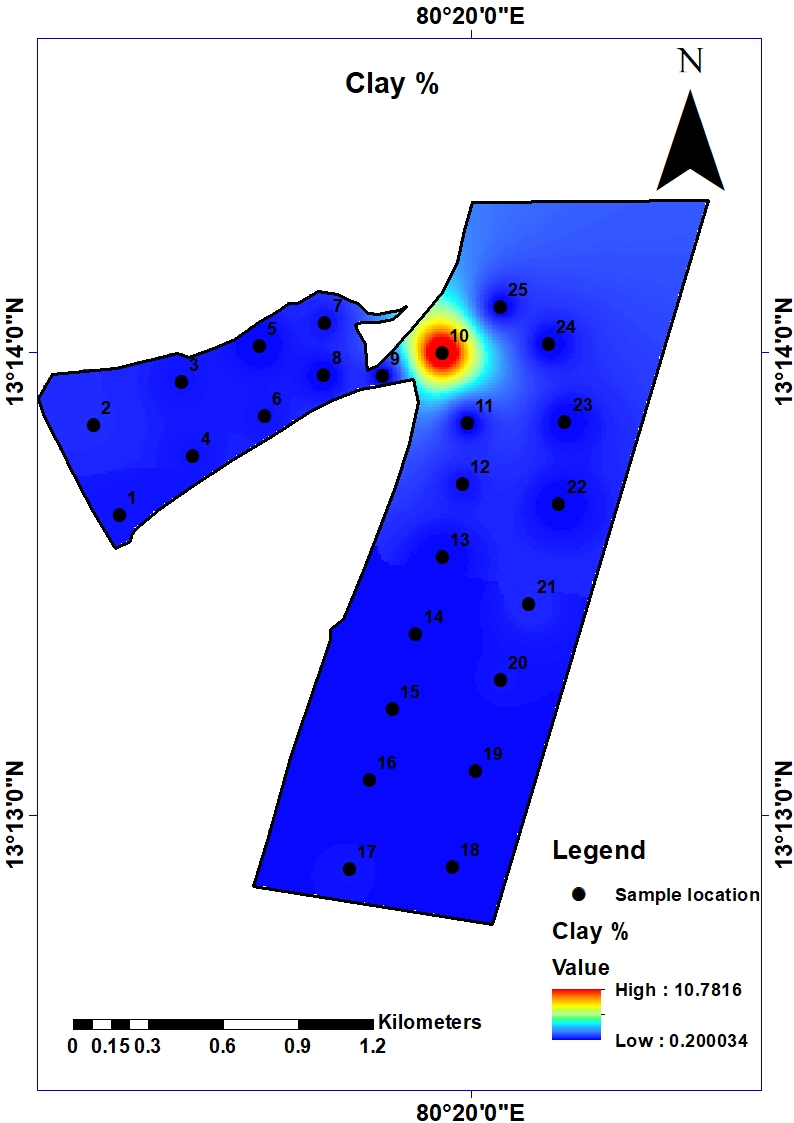 80°20'0"E
Clay %
N
13°14'0"N
13°14'0"N
25
7
5
24
10
8
9
3
6
23
2
11
4
12
22
1
13
21
14
20
15
19
16
13°13'0"N
13°13'0"N
17
18
Legend
Sample location
Clay %
Value
High : 10.7816
Low : 0.200034
Kilometers
0 0.15 0.3 0.6 0.9 1.2
80°20'0"E